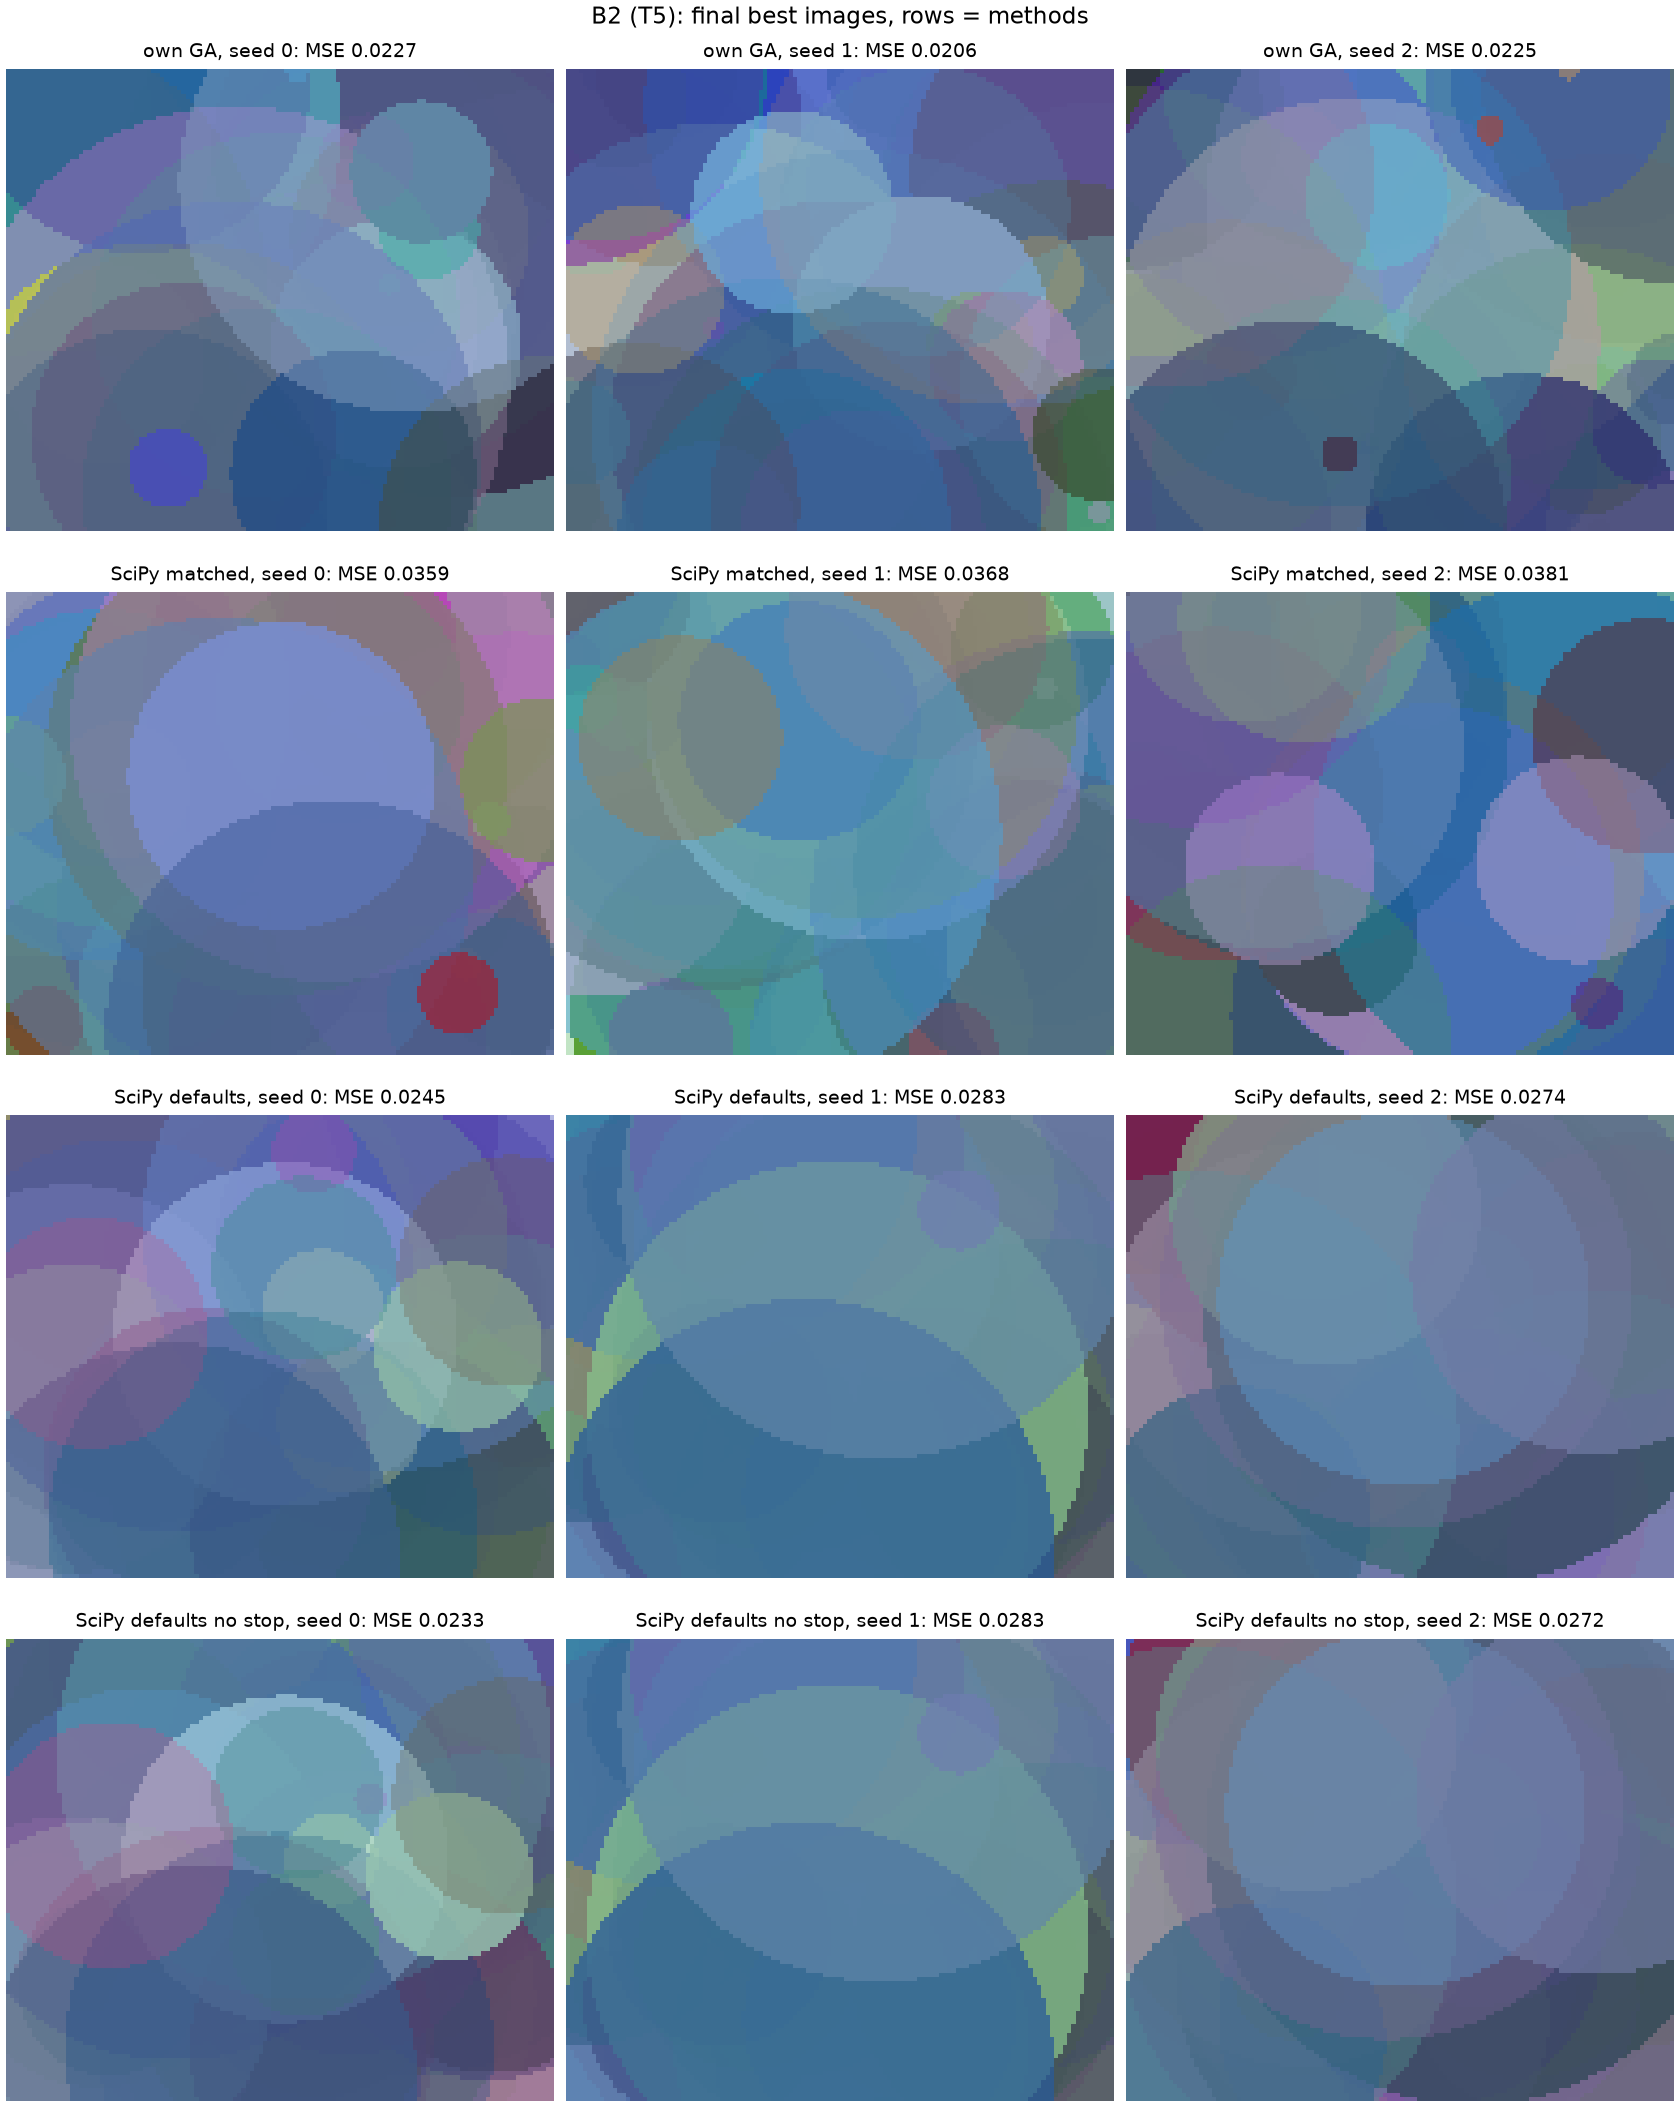 B2 (T5): final best images, rows = methods
own GA, seed 0: MSE 0.0227
own GA, seed 1: MSE 0.0206
own GA, seed 2: MSE 0.0225
SciPy matched, seed 0: MSE 0.0359
SciPy matched, seed 1: MSE 0.0368
SciPy matched, seed 2: MSE 0.0381
SciPy defaults, seed 0: MSE 0.0245
SciPy defaults, seed 1: MSE 0.0283
SciPy defaults, seed 2: MSE 0.0274
SciPy defaults no stop, seed 0: MSE 0.0233
SciPy defaults no stop, seed 1: MSE 0.0283
SciPy defaults no stop, seed 2: MSE 0.0272